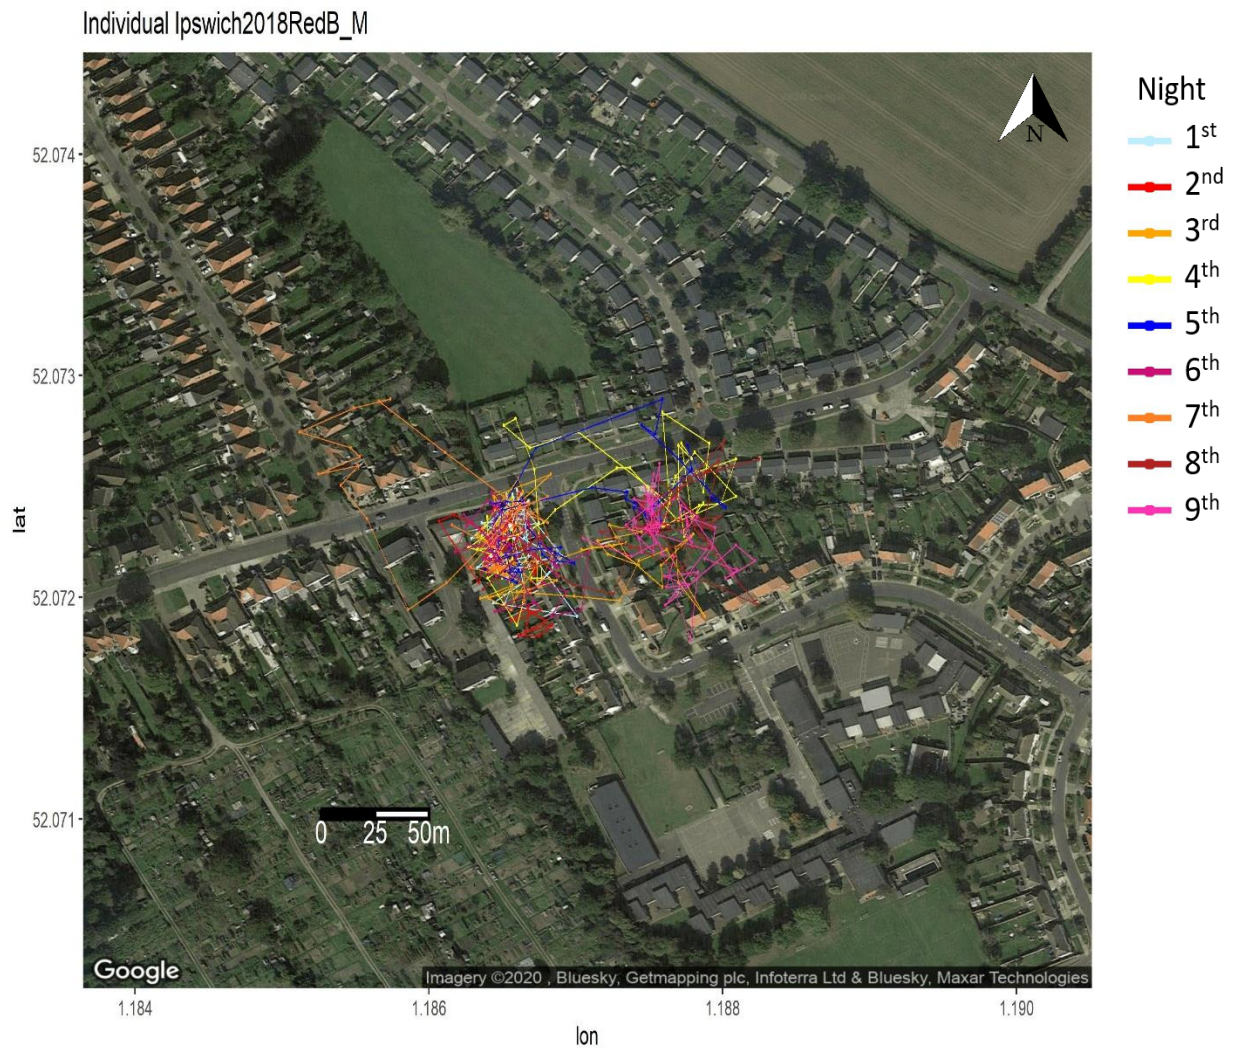 Individual Ipswich2018RedB_M
N
Night
1st
2nd
3rd
4th
5th
6th
7th
8th
9th
52.074
52.073
52.072
52.071
lat
0 25 50m
Google
Imagery ©2020 , Bluesky, Getmapping plc, Infoterra Ltd & Bluesky, Maxar Technologies
1.184 1.186 1.188 1.190
lon